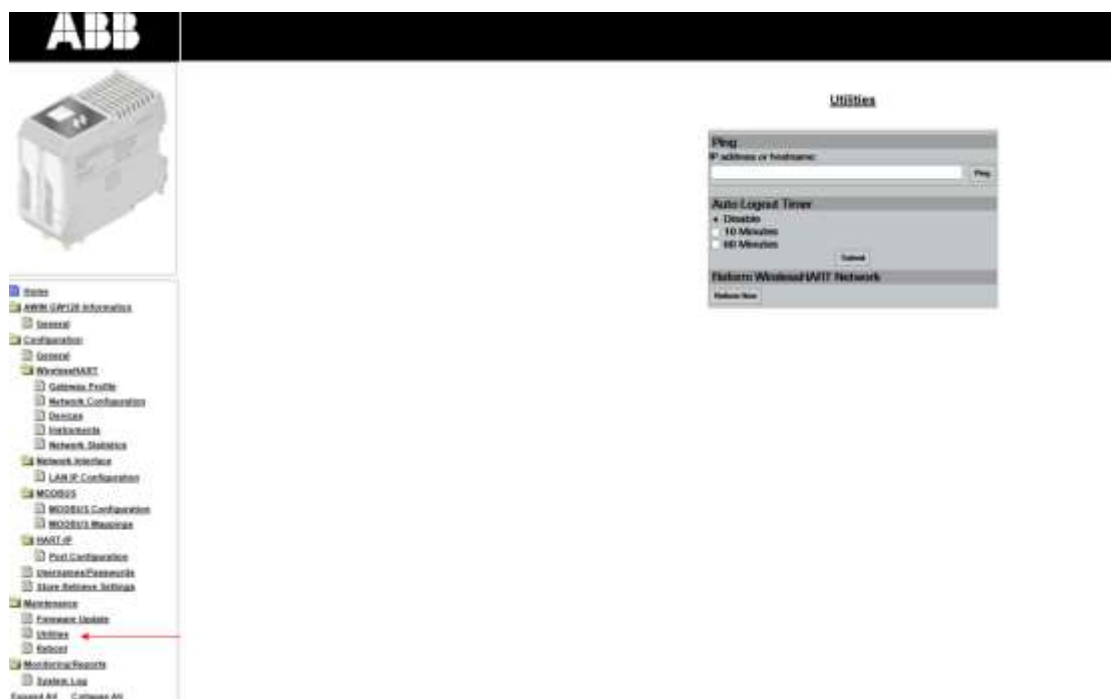 ABB
Utilities
Ping
IP address or hostname:
Ping
Auto Logout Timer
Disable
10 Minutes
60 Minutes
Submit
Reform WirelessHART Network
Reform Now
Home
AWIN GW120 Information
General
Configuration
General
WirelessHART
Gateway Profile
Network Configuration
Devices
Instruments
Network Statistics
Network Interface
LAN IP Configuration
MODBUS
MODBUS Configuration
MODBUS Mappings
HART-IP
Port Configuration
Usernames/Passwords
Store Retrieve Settings
Maintenance
Firmware Update
Utilities
Reboot
Monitoring/Reports
System Log
Expand All Collapse All